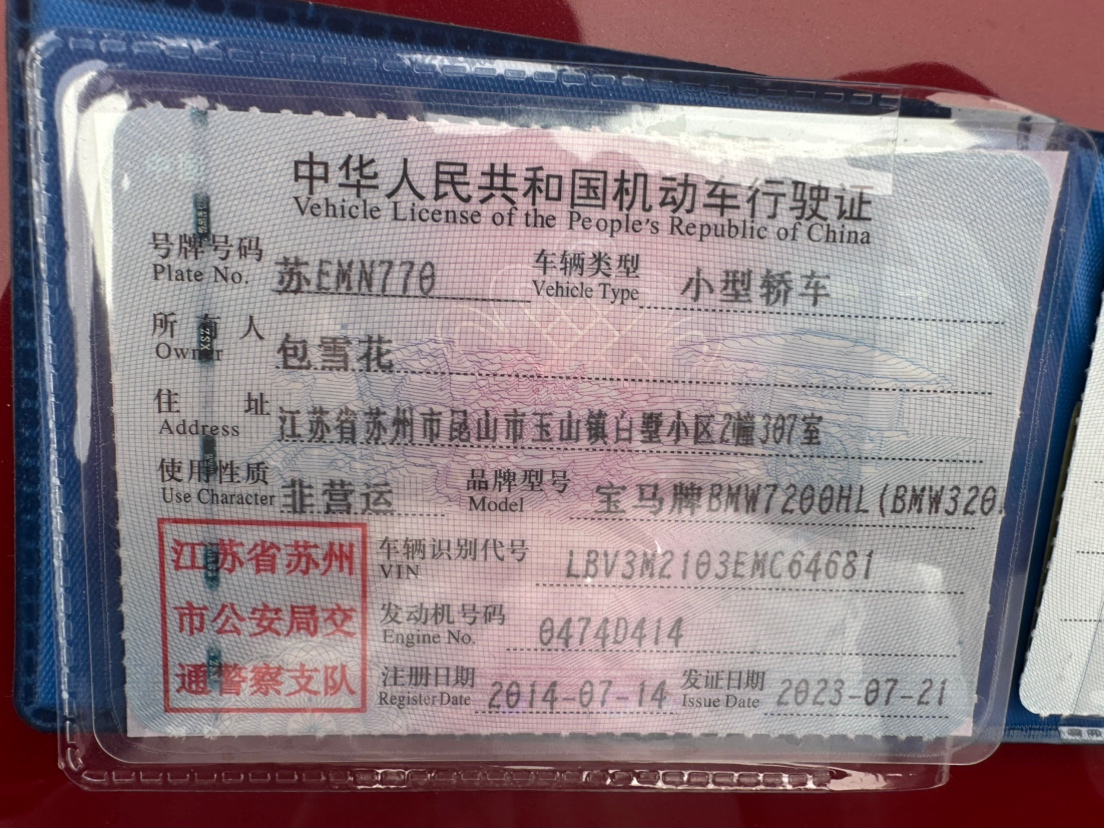 中华人民共和国机动车行驶证
Vehicle License of the People's Republic of China
号牌号码 苏EMN770 车辆类型 小型轿车
Plate No. Vehicle Type
所有人 包雪花
Owner
住址 江苏省苏州市昆山市玉山镇白墅小区2幢307室
Address
使用性质 非营运 品牌型号 宝马牌BMW7200HL(BMW320
Use Character Model
江苏省苏州
市公安局交
通警察支队
车辆识别代号 LBV3M2103EMC64681
VIN
发动机号码 0474D414
Engine No.
注册日期 2014-07-14 发证日期 2023-07-21
Register Date Issue Date